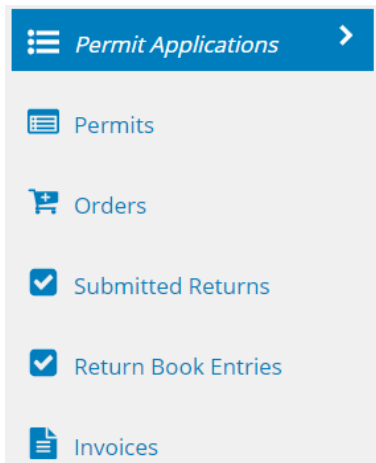 Permit Applications
Permits
Orders
Submitted Returns
Return Book Entries
Invoices